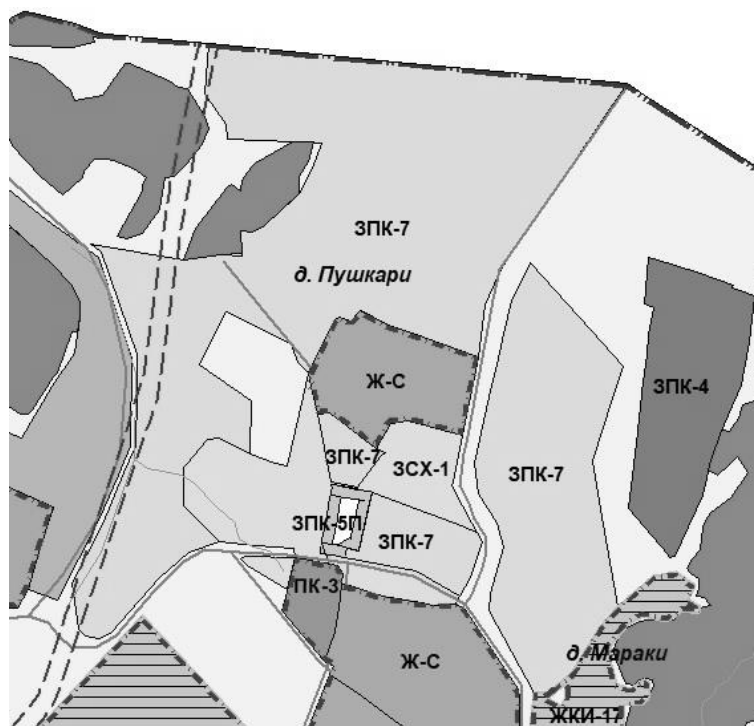 ЗПК-7
д. Пушкари
Ж-С
ЗПК-4
ЗПК-7
ЗСХ-1
ЗПК-7
ЗПК-5П
ЗПК-7
ПК-3
Ж-С
д. Мараки
ЖКИ-17